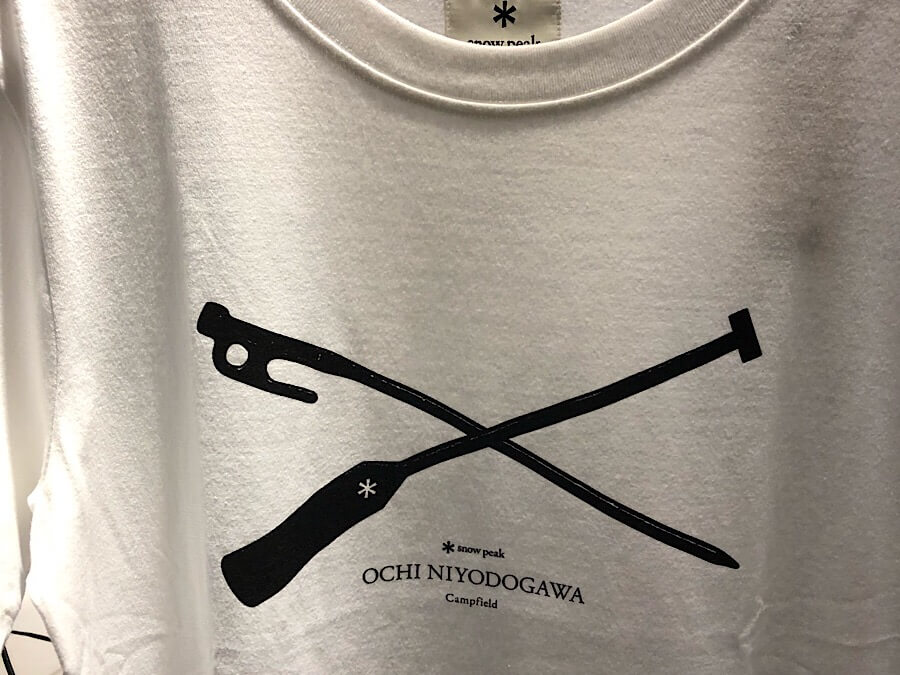 snow peak
snow peak
OCHI NIYODOGAWA
Campfield